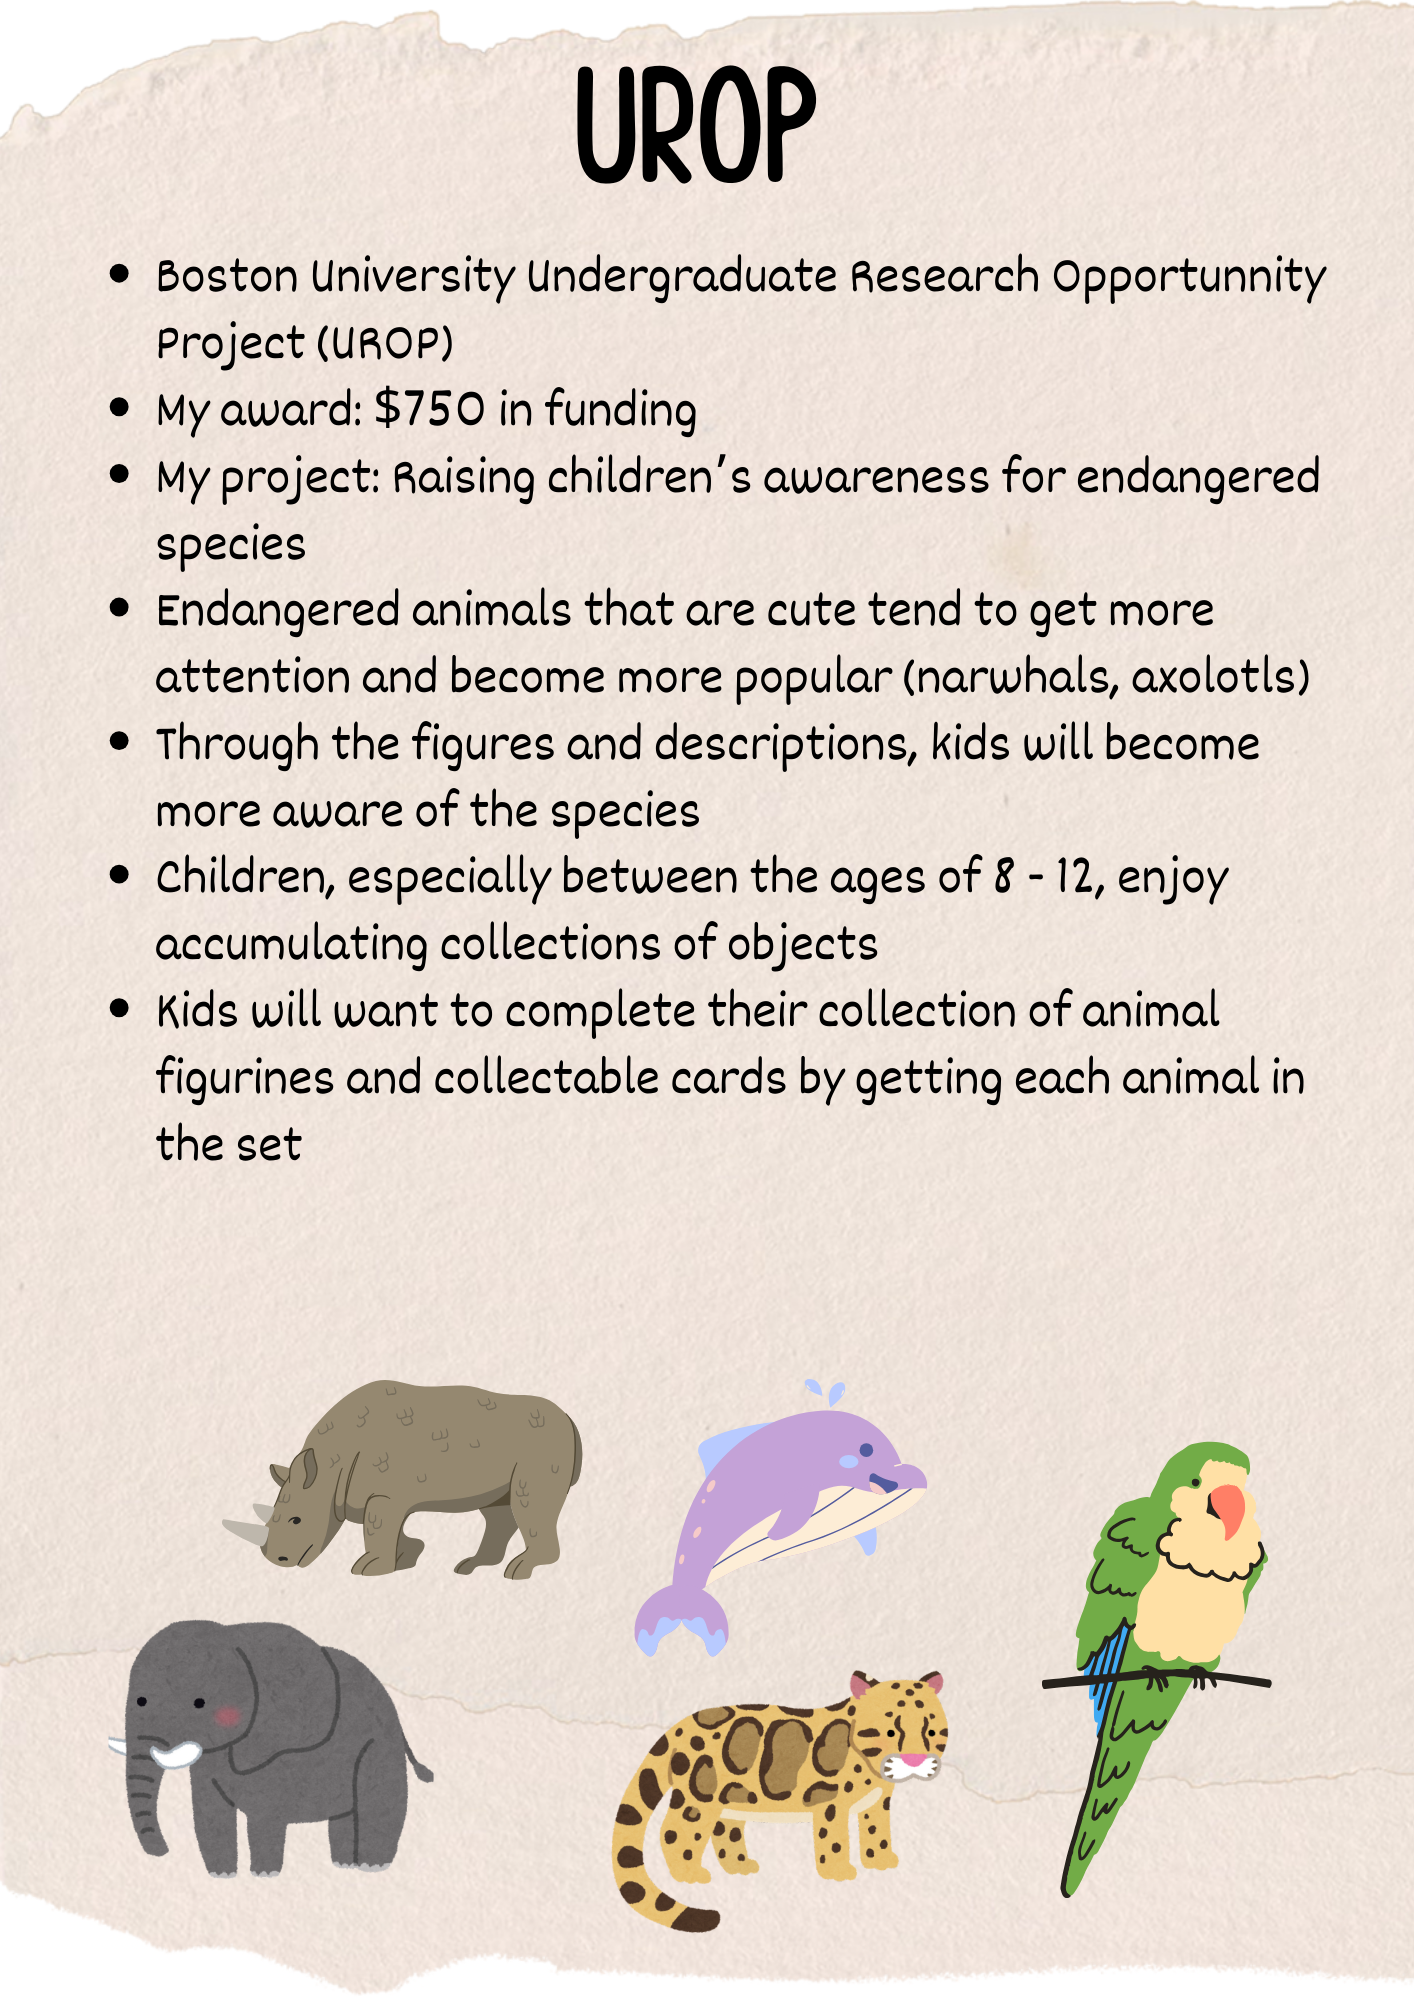 UROP
• Boston University Undergraduate Research Opportunnity
Project (UROP)
• My award: $750 in funding
• My project: Raising children's awareness for endangered
species
• Endangered animals that are cute tend to get more
attention and become more popular (narwhals, axolotls)
• Through the figures and descriptions, kids will become
more aware of the species
• Children, especially between the ages of 8 - 12, enjoy
accumulating collections of objects
• Kids will want to complete their collection of animal
figurines and collectable cards by getting each animal in
the set